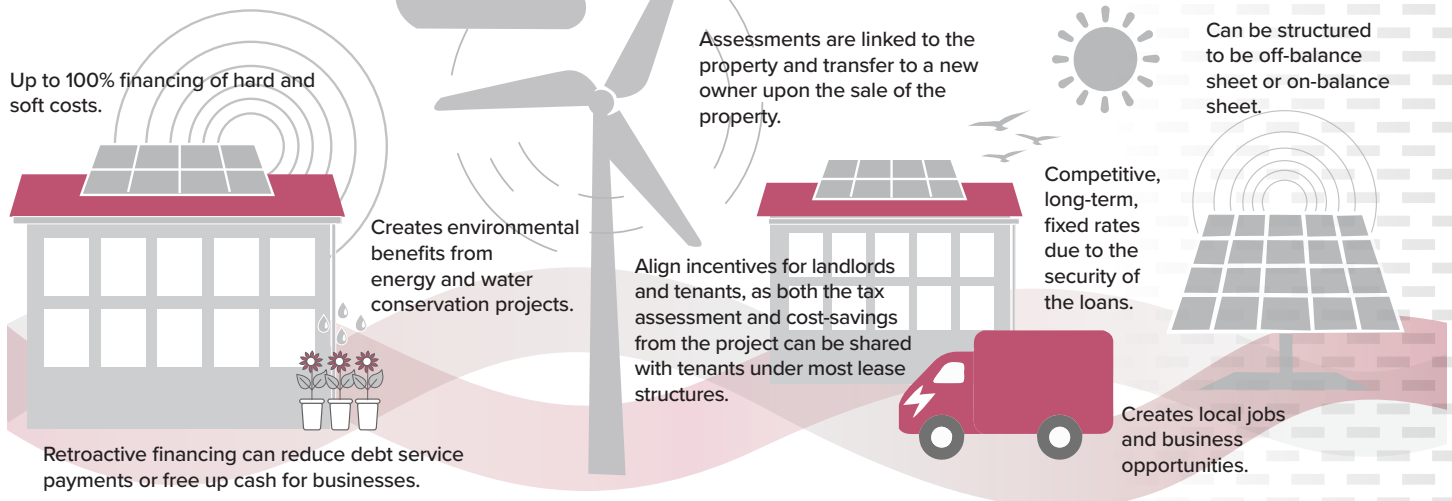 Up to 100% financing of hard and
soft costs.
Creates environmental
benefits from
energy and water
conservation projects.
Retroactive financing can reduce debt service
payments or free up cash for businesses.
Assessments are linked to the
property and transfer to a new
owner upon the sale of the
property.
Align incentives for landlords
and tenants, as both the tax
assessment and cost-savings
from the project can be shared
with tenants under most lease
structures.
Can be structured
to be off-balance
sheet or on-balance
sheet.
Competitive,
long-term,
fixed rates
due to the
security of
the loans.
Creates local jobs
and business
opportunities.